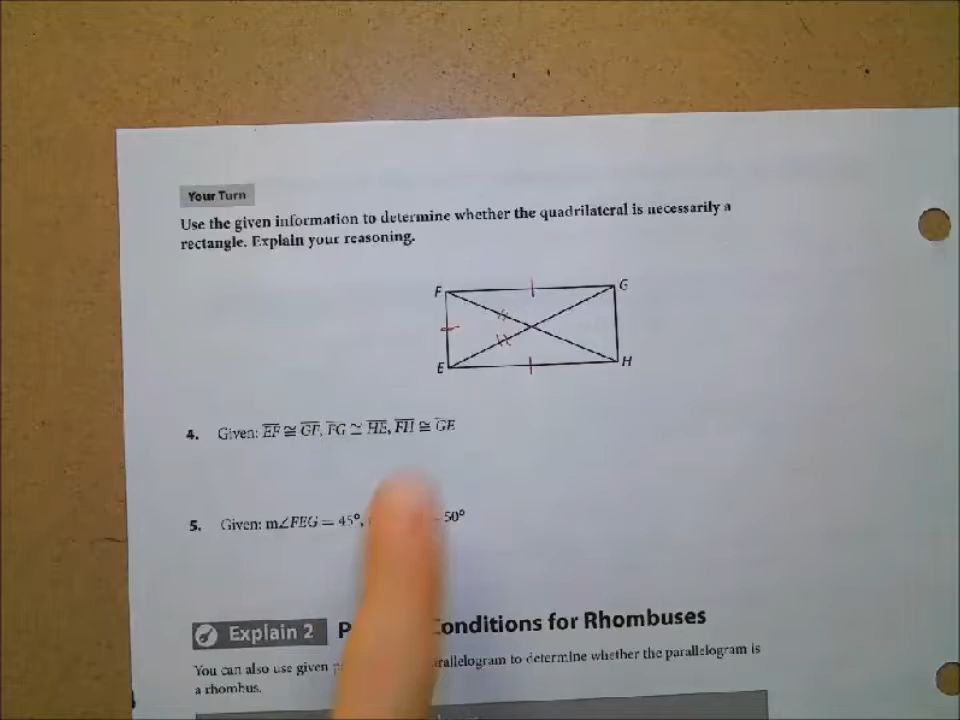 Your Turn
Use the given information to determine whether the quadrilateral is necessarily a
rectangle. Explain your reasoning.
F G
E H
4. Given: EF ≅ GF, FG ≅ HE, FH ≅ GE
5. Given: m∠FEG = 45°, 50°
Explain 2 Conditions for Rhombuses
You can also use given to determine whether the parallelogram is
a rhombus.